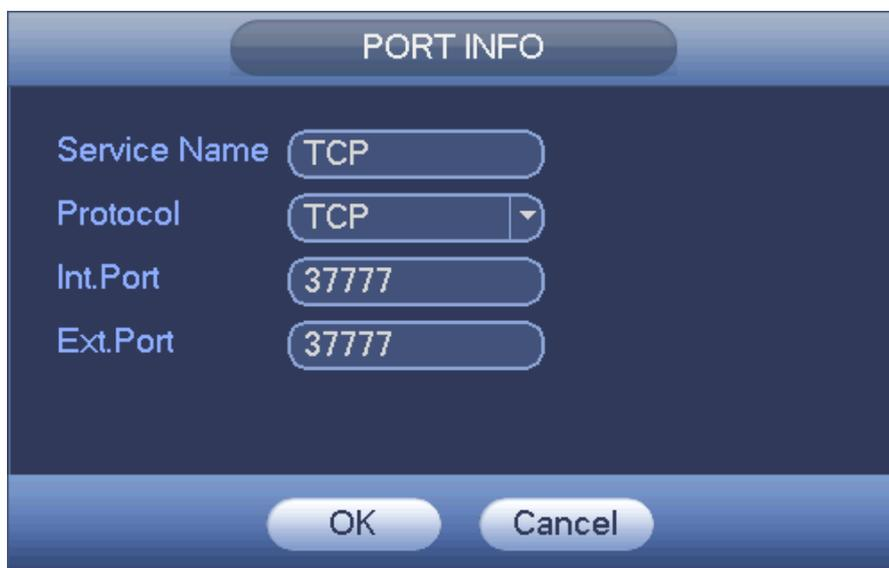 PORT INFO
Service Name TCP
Protocol TCP
Int.Port 37777
Ext.Port 37777
OK Cancel